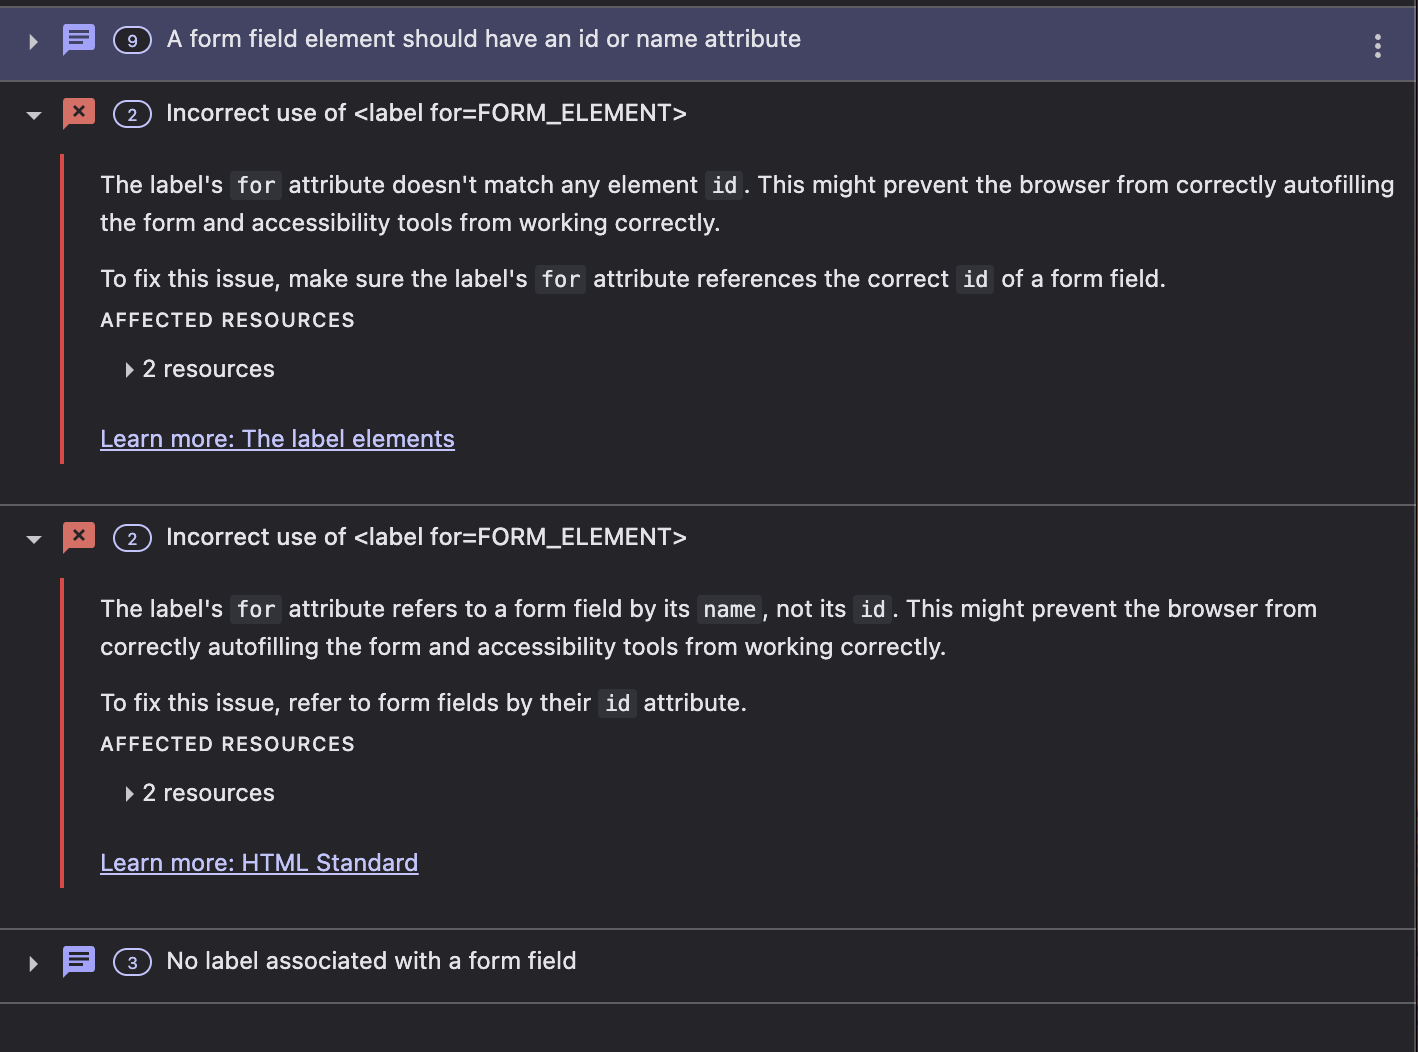 9 A form field element should have an id or name attribute
2 Incorrect use of <label for=FORM_ELEMENT>
The label's for attribute doesn't match any element id. This might prevent the browser from correctly autofilling
the form and accessibility tools from working correctly.
To fix this issue, make sure the label's for attribute references the correct id of a form field.
AFFECTED RESOURCES
2 resources
Learn more: The label elements
2 Incorrect use of <label for=FORM_ELEMENT>
The label's for attribute refers to a form field by its name, not its id. This might prevent the browser from
correctly autofilling the form and accessibility tools from working correctly.
To fix this issue, refer to form fields by their id attribute.
AFFECTED RESOURCES
2 resources
Learn more: HTML Standard
3 No label associated with a form field